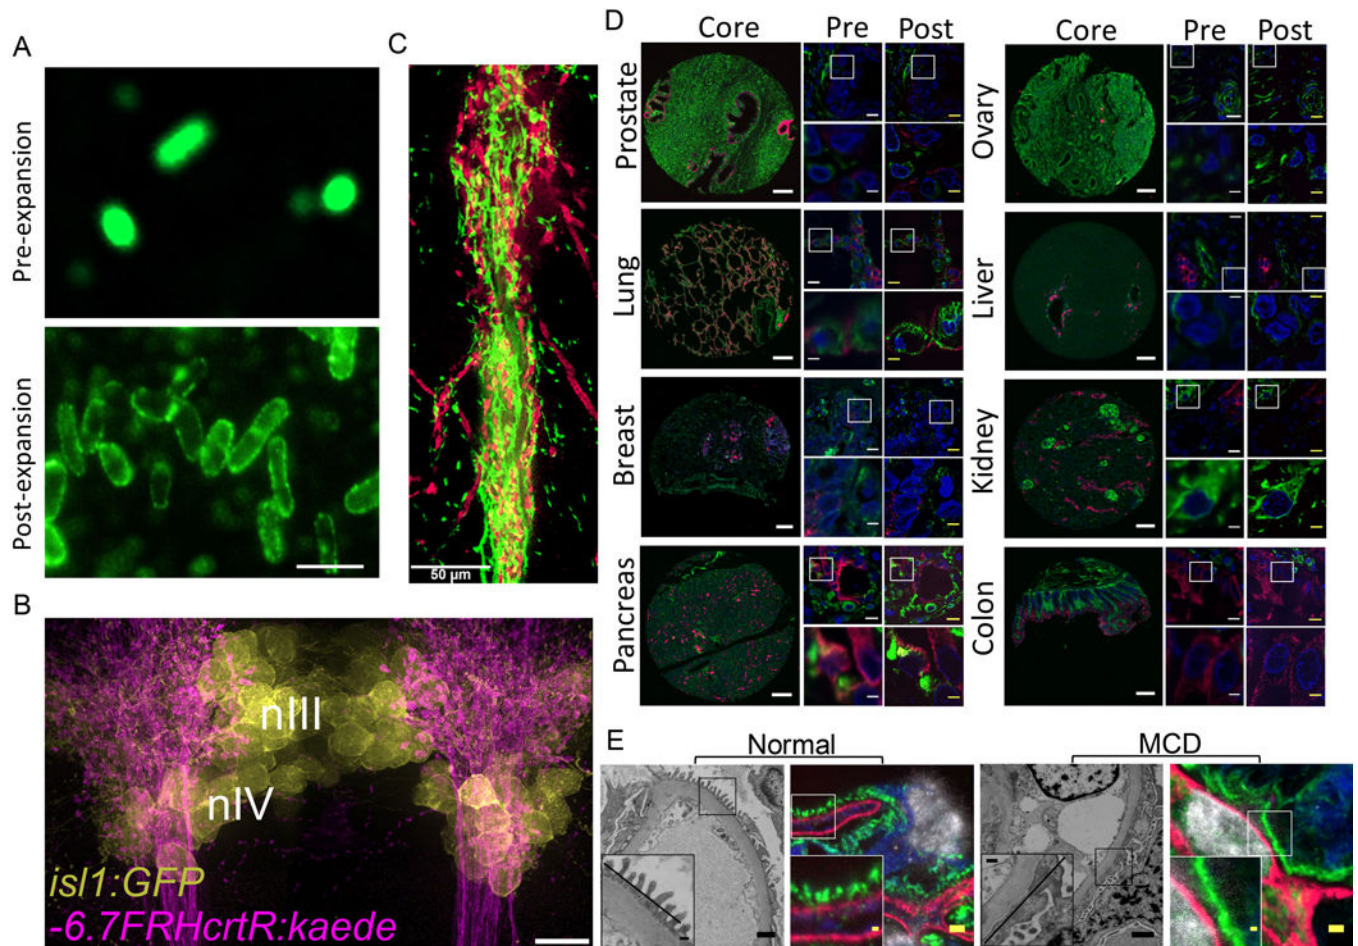 A
Pre-expansion
Post-expansion
B
nIII
nIV
isl1:GFP
-6.7FRHcrtR:kaede
C
50 µm
D
Core Pre Post
Prostate
Lung
Breast
Pancreas
Core Pre Post
Ovary
Liver
Kidney
Colon
E
Normal
MCD